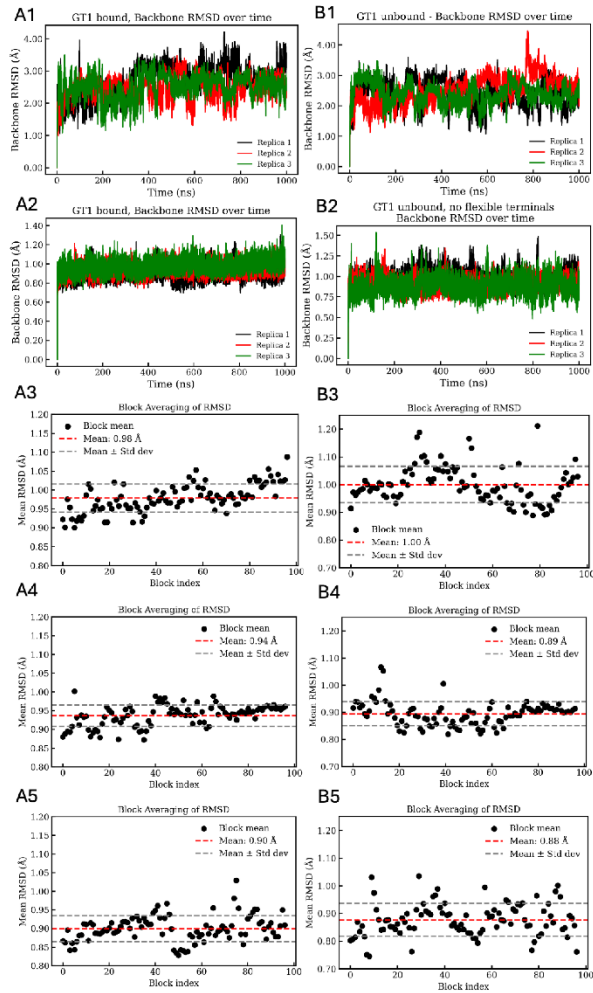 A1
GT1 bound, Backbone RMSD over time
Backbone RMSD (Å)
4.00
3.00
2.00
1.00
0.00
Replica 1
Replica 2
Replica 3
0 200 400 600 800 1000
Time (ns)
B1
GT1 unbound - Backbone RMSD over time
Backbone RMSD (Å)
4.00
3.00
2.00
1.00
0.00
Replica 1
Replica 2
Replica 3
0 200 400 600 800 1000
Time (ns)
A2
GT1 bound, Backbone RMSD over time
Backbone RMSD (Å)
1.40
1.20
1.00
0.80
0.60
0.40
0.20
0.00
Replica 1
Replica 2
Replica 3
0 200 400 600 800 1000
Time (ns)
B2
GT1 unbound, no flexible terminals
Backbone RMSD over time
Backbone RMSD (Å)
1.50
1.25
1.00
0.75
0.50
0.25
0.00
Replica 1
Replica 2
Replica 3
0 200 400 600 800 1000
Time (ns)
A3
Block Averaging of RMSD
Mean RMSD (Å)
1.20
1.15
1.10
1.05
1.00
0.95
0.90
0.85
0.80
Block mean
Mean: 0.98 Å
Mean ± Std dev
0 20 40 60 80 100
Block index
B3
Block Averaging of RMSD
Mean RMSD (Å)
1.20
1.10
1.00
0.90
0.80
0.70
Block mean
Mean: 1.00 Å
Mean ± Std dev
0 20 40 60 80 100
Block index
A4
Block Averaging of RMSD
Mean RMSD (Å)
1.20
1.15
1.10
1.05
1.00
0.95
0.90
0.85
0.80
Block mean
Mean: 0.94 Å
Mean ± Std dev
0 20 40 60 80 100
Block index
B4
Block Averaging of RMSD
Mean RMSD (Å)
1.20
1.10
1.00
0.90
0.80
0.70
Block mean
Mean: 0.89 Å
Mean ± Std dev
0 20 40 60 80 100
Block index
A5
Block Averaging of RMSD
Mean RMSD (Å)
1.20
1.15
1.10
1.05
1.00
0.95
0.90
0.85
0.80
Block mean
Mean: 0.90 Å
Mean ± Std dev
0 20 40 60 80 100
Block index
B5
Block Averaging of RMSD
Mean RMSD (Å)
1.20
1.10
1.00
0.90
0.80
0.70
Block mean
Mean: 0.88 Å
Mean ± Std dev
0 20 40 60 80 100
Block index